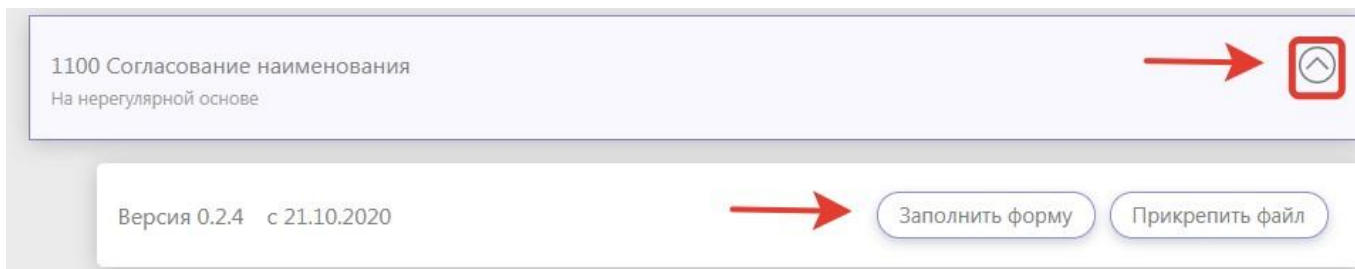 1100 Согласование наименования
На нерегулярной основе
Версия 0.2.4 с 21.10.2020 Заполнить форму Прикрепить файл